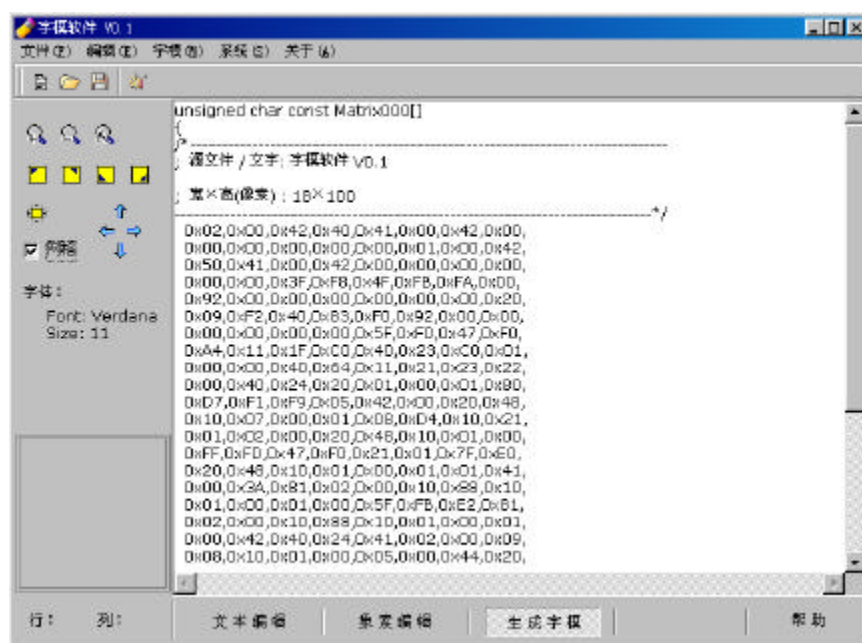 字模软件 V0.1
文件(F) 编辑(E) 字模(M) 系统(S) 关于(A)
unsigned char const Matrix000[]
{
/*
; 源文件 / 文字: 字模软件 V0.1
; 宽×高(像素) : 18×100
*/
0x02,0x00,0x42,0x40,0x41,0x00,0x42,0x00,
0x00,0x00,0x00,0x00,0x00,0x01,0x00,0x42,
0x50,0x41,0x00,0x42,0x00,0x00,0x00,0x00,
0x00,0x00,0x3F,0xF8,0x4F,0xFB,0xFA,0x00,
0x92,0x00,0x00,0x00,0x00,0x00,0x00,0x20,
0x09,0xF2,0x40,0x83,0xF0,0x92,0x00,0x00,
0x00,0x00,0x00,0x00,0x5F,0xF0,0x47,0xF0,
0xA4,0x11,0x1F,0xC0,0x40,0x23,0xC0,0x01,
0x00,0x00,0x40,0x64,0x11,0x21,0x23,0x22,
0x00,0x40,0x24,0x20,0x01,0x00,0x01,0x80,
0xD7,0xF1,0xF9,0x05,0x42,0x00,0x20,0x48,
0x10,0x07,0x00,0x01,0x08,0xD4,0x10,0x21,
0x01,0x02,0x00,0x20,0x48,0x10,0x01,0x00,
0xFF,0xFD,0x47,0xF0,0x21,0x01,0x7F,0xE0,
0x20,0x48,0x10,0x01,0x00,0x01,0x01,0x41,
0x00,0x3A,0x81,0x02,0x00,0x10,0x88,0x10,
0x01,0x00,0x01,0x00,0x5F,0xFB,0xE2,0x81,
0x02,0x00,0x10,0x88,0x10,0x01,0x00,0x01,
0x00,0x42,0x40,0x24,0x41,0x02,0x00,0x09,
0x08,0x10,0x01,0x00,0x05,0x00,0x44,0x20,
字体:
Font: Verdana
Size: 11
行: 列: 文本编辑 象素编辑 生成字模 帮助